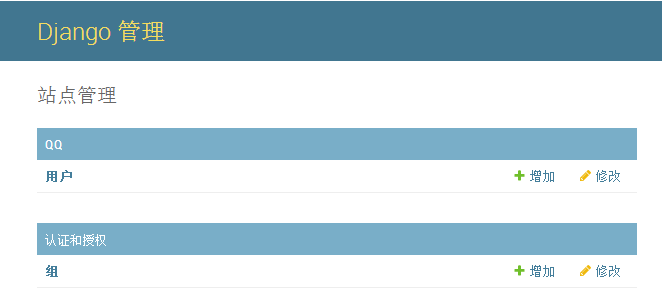 Django 管理
站点管理
QQ
用户 增加 修改
认证和授权
组 增加 修改